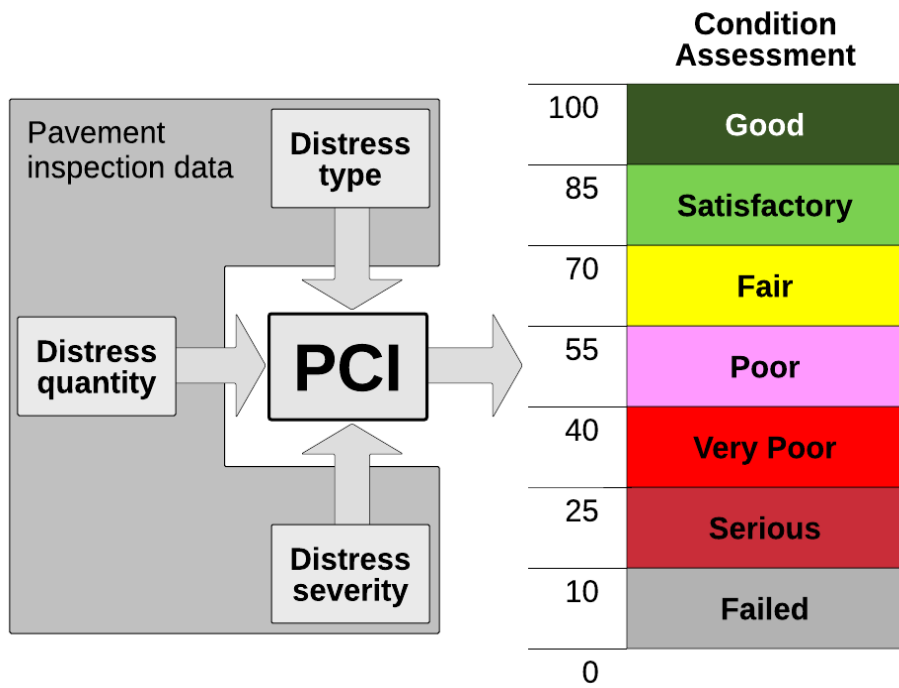 Condition
Assessment
Pavement
inspection data
Distress
type
Distress
quantity
PCI
Distress
severity
100
Good
85
Satisfactory
70
Fair
55
Poor
40
Very Poor
25
Serious
10
Failed
0